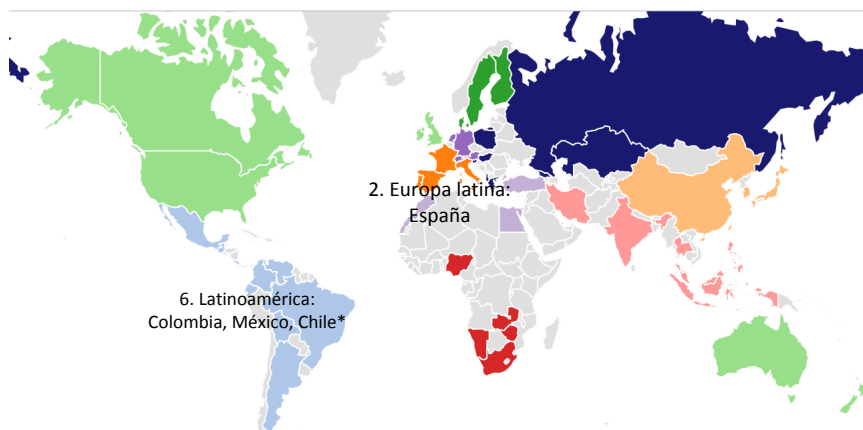 2. Europa latina:
España
6. Latinoamérica:
Colombia, México, Chile*